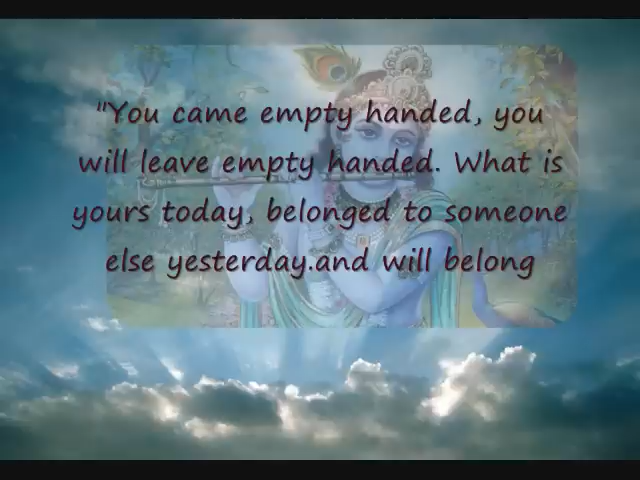 "You came empty handed, you
will leave empty handed. What is
yours today, belonged to someone
else yesterday.and will belong